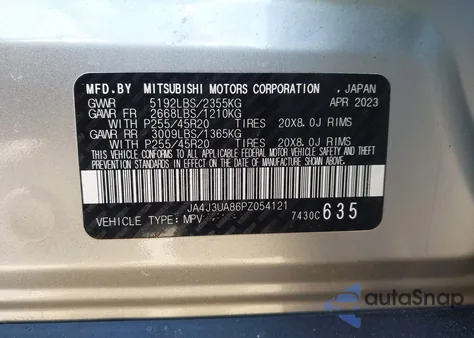 MFD.BY MITSUBISHI MOTORS CORPORATION , JAPAN
GVWR 5192LBS/2355KG APR 2023
GAWR FR 2668LBS/1210KG
WITH P255/45R20 TIRES 20X8.0J RIMS
GAWR RR 3009LBS/1365KG
WITH P255/45R20 TIRES 20X8.0J RIMS
THIS VEHICLE CONFORMS TO ALL APPLICABLE FEDERAL MOTOR
VEHICLE SAFETY AND THEFT PREVENTION STANDARDS IN EFFECT
ON THE DATE OF MANUFACTURE SHOWN ABOVE.
JA4J3UA86PZ054121
VEHICLE TYPE: MPV 7430C 635
autoSnap